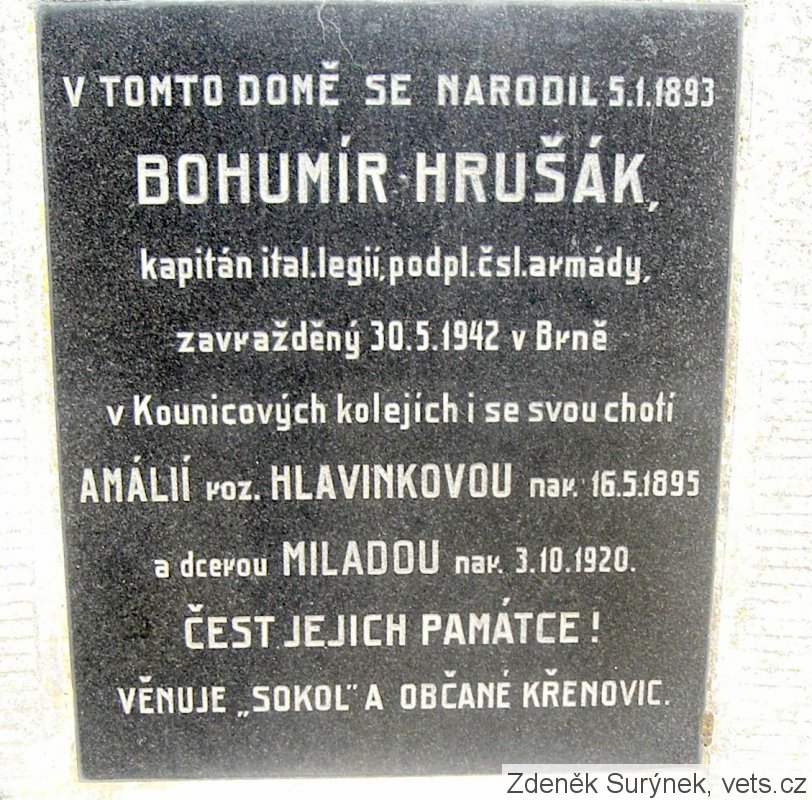 V TOMTO DOMĚ SE NARODIL 5.1.1893
BOHUMÍR HRUŠÁK,
kapitán ital.legií,podpl.čsl.armády,
zavražděný 30.5.1942 v Brně
v Kounicových kolejích i se svou chotí
AMÁLIÍ roz. HLAVINKOVOU nar. 16.5.1895
a dcerou MILADOU nar. 3.10.1920.
ČEST JEJICH PAMÁTCE!
VĚNUJE „SOKOL" A OBČANÉ KŘENOVIC.
Zdeněk Surýnek, vets.cz